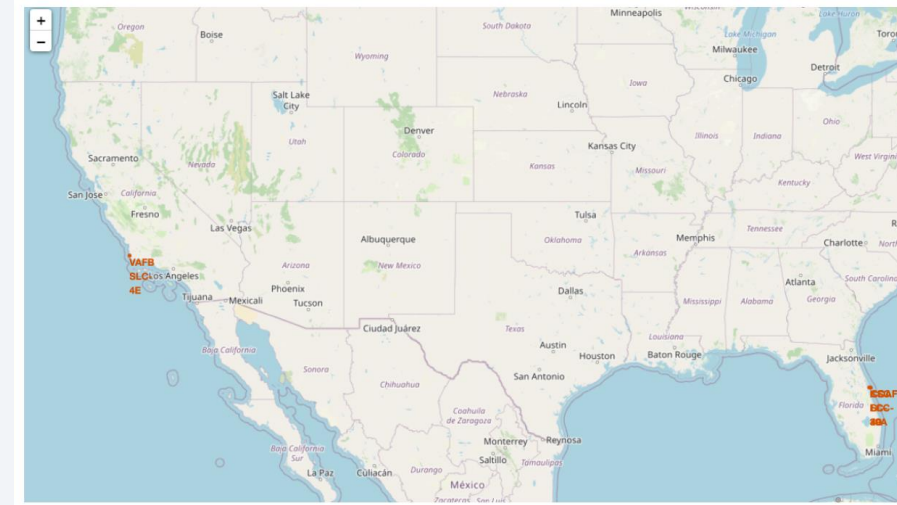 +
−
Oregon
Boise
South Dakota
Minneapolis
Lake Huron
Wyoming
Lake Michigan
Milwaukee
Toro
Detroit
Chicago
Salt Lake
City
Nebraska
Iowa
Lincoln
Utah
Denver
Colorado
Illinois
Indiana
Ohio
Kansas City
Sacramento
Nevada
Kansas
Missouri
West Virgin
San Jose
California
Kentucky
Fresno
Las Vegas
Tulsa
Albuquerque
Oklahoma
Memphis
Tennessee
Charlotte
North
Arkansas
VAFB
SLC-
4E
Los Angeles
Arizona
New Mexico
Phoenix
Tucson
Tijuana
Mexicali
Dallas
Atlanta
South Carolina
Mississippi
Alabama
Georgia
Ciudad Juárez
Texas
Louisiana
Baja California
Sonora
Austin
Houston
Baton Rouge
Jacksonville
San Antonio
Chihuahua
Florida
Coahuila
de Zaragoza
Monterrey
Reynosa
Miami
Baja California
Sur
La Paz
Culiacán
Durango
Saltillo
Tamaulipas
México
Zacatecas
San Luis